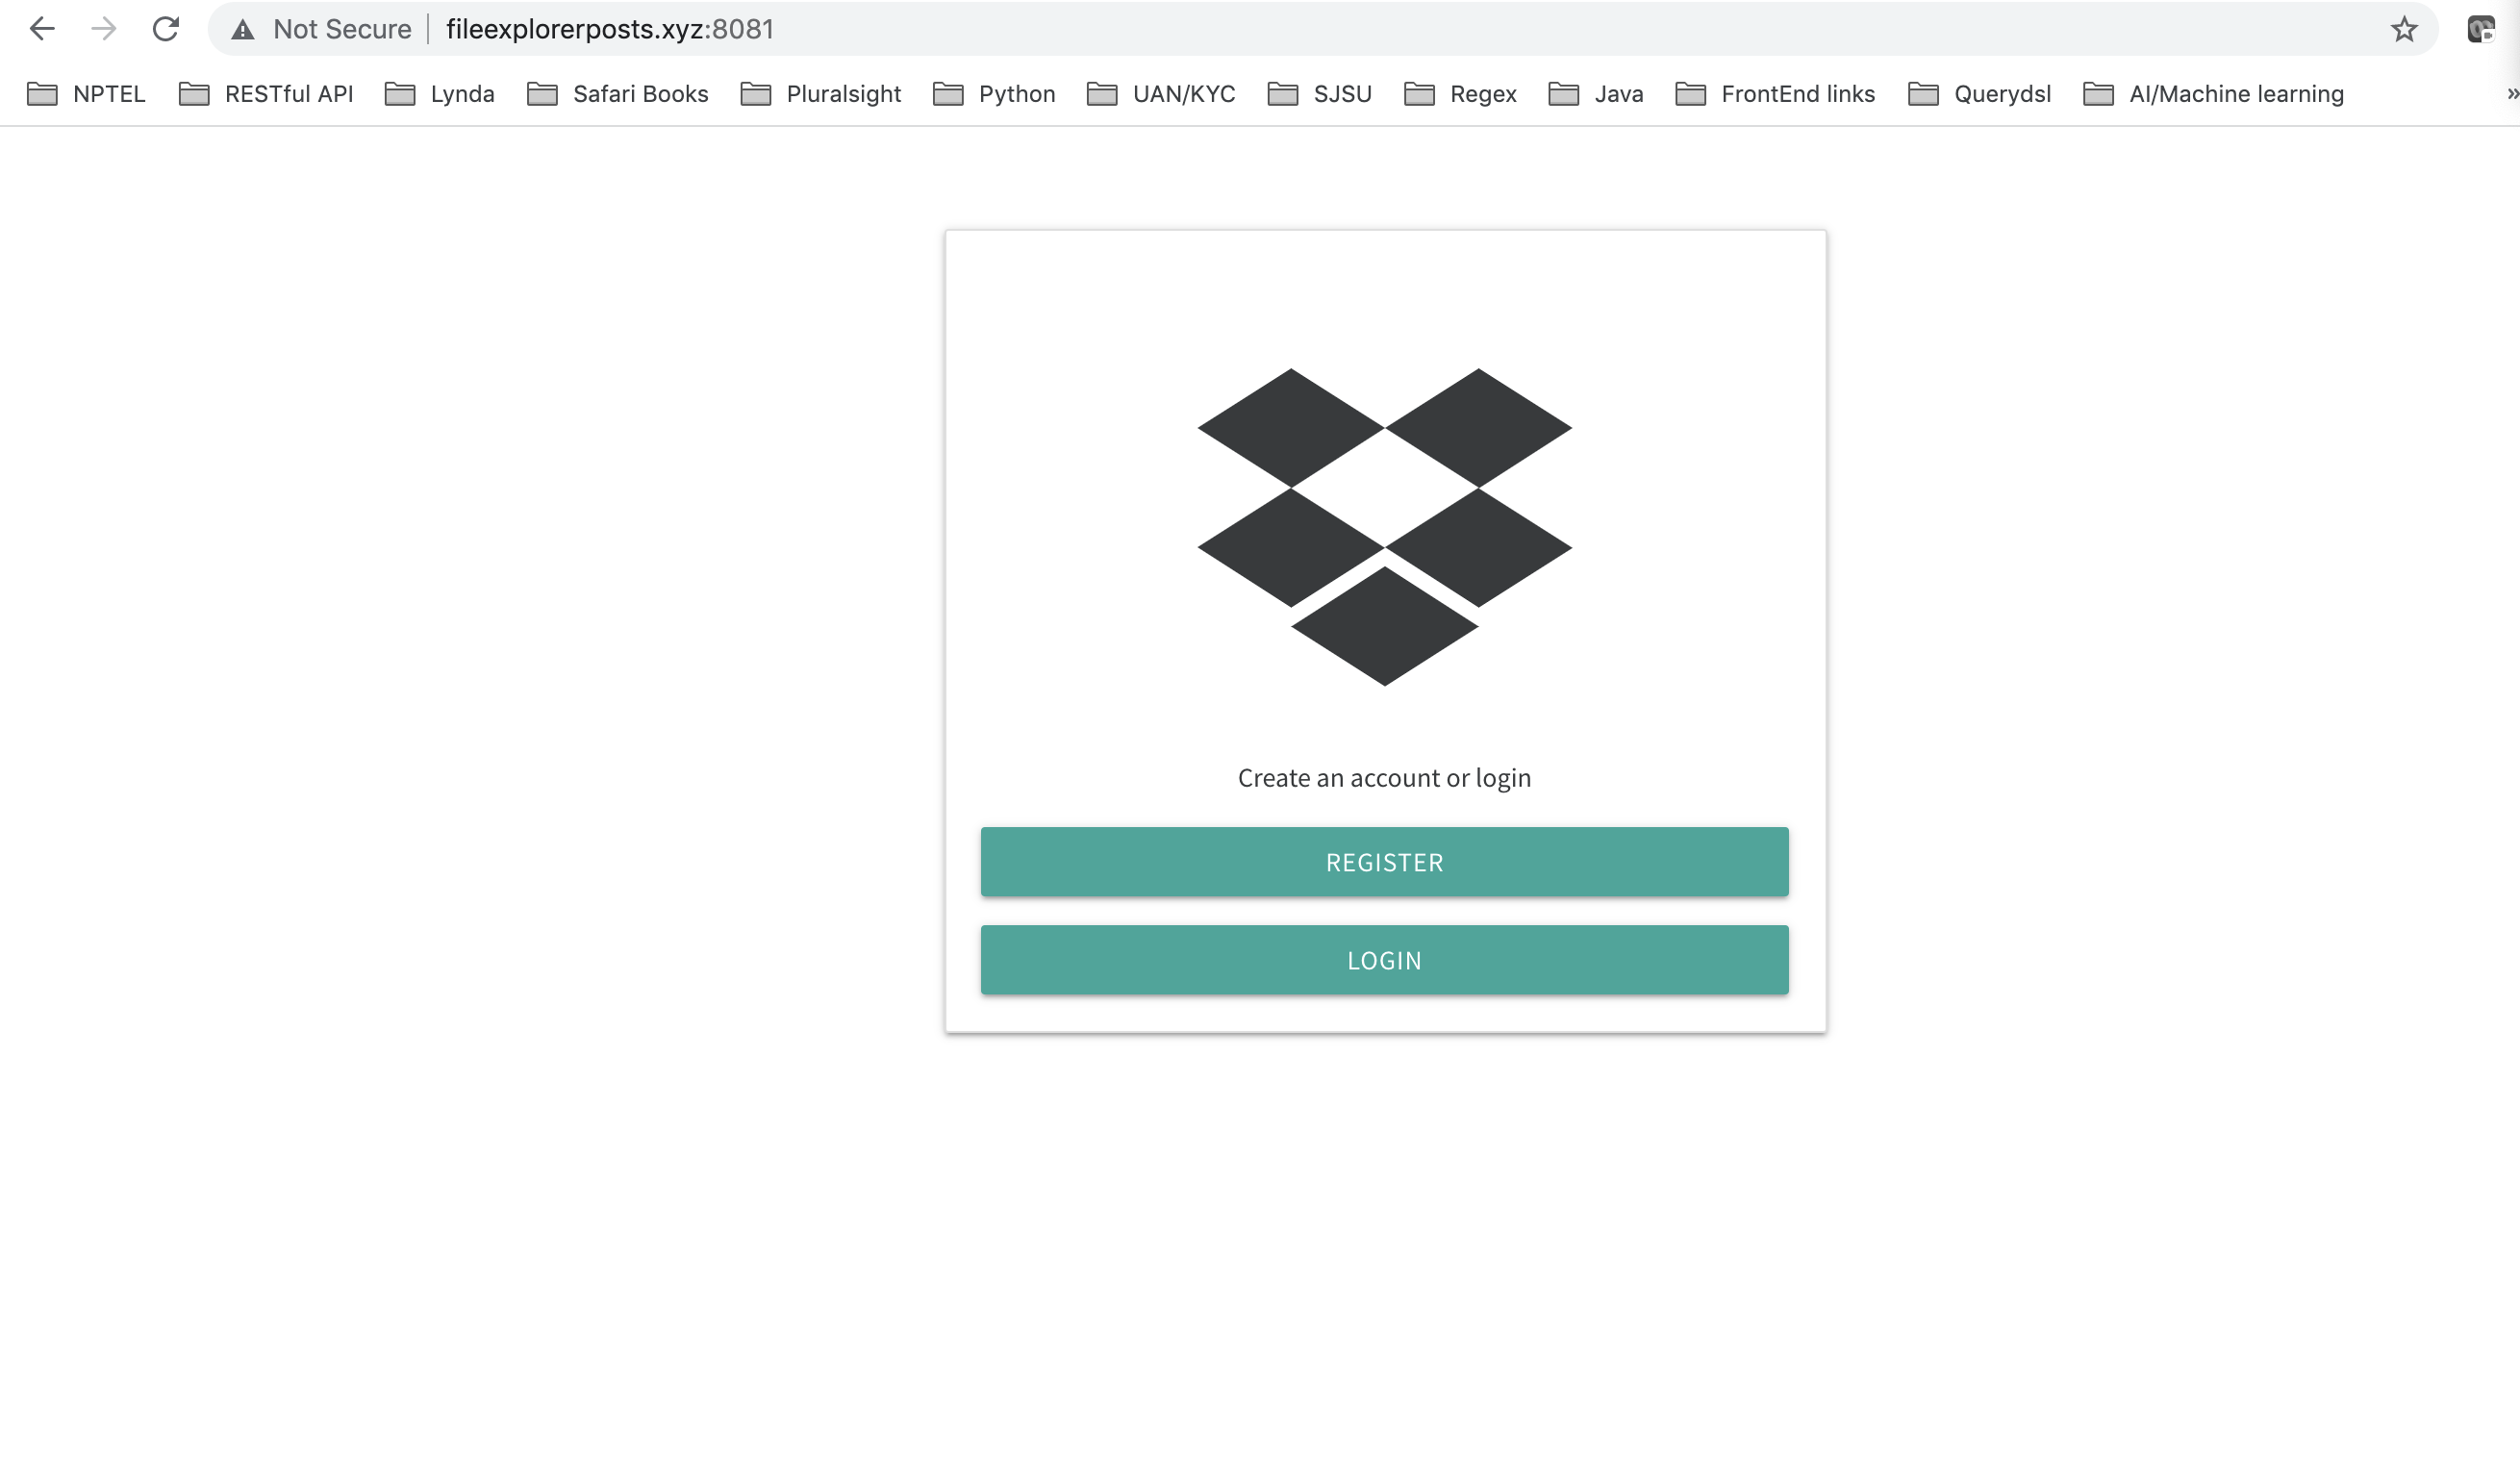 Not Secure fileexplorerposts.xyz:8081
NPTEL RESTful API Lynda Safari Books Pluralsight Python UAN/KYC SJSU Regex Java FrontEnd links Querydsl AI/Machine learning »
Create an account or login
REGISTER
LOGIN